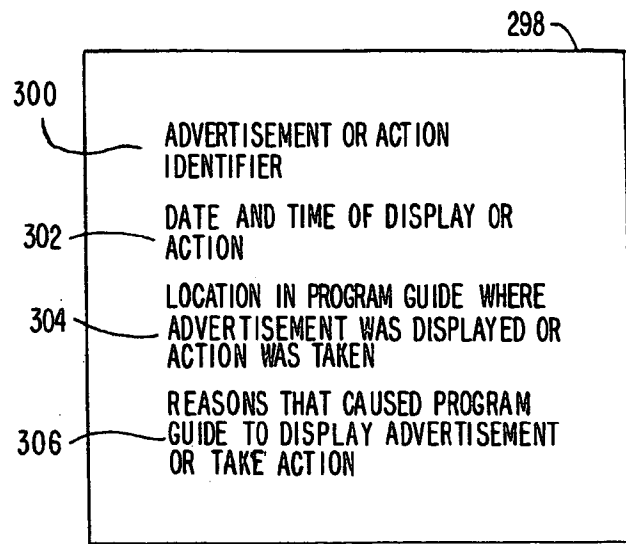 298
300
ADVERTISEMENT OR ACTION
IDENTIFIER
302
DATE AND TIME OF DISPLAY OR
ACTION
304
LOCATION IN PROGRAM GUIDE WHERE
ADVERTISEMENT WAS DISPLAYED OR
ACTION WAS TAKEN
306
REASONS THAT CAUSED PROGRAM
GUIDE TO DISPLAY ADVERTISEMENT
OR TAKE ACTION